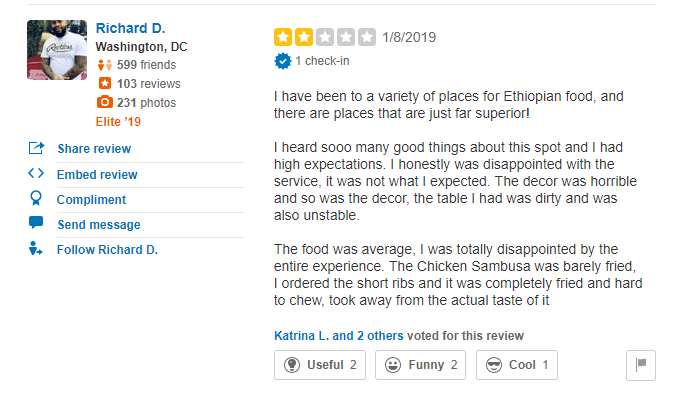 Richard D.
Washington, DC
599 friends
103 reviews
231 photos
Elite '19
Share review
Embed review
Compliment
Send message
Follow Richard D.
1/8/2019
1 check-in
I have been to a variety of places for Ethiopian food, and
there are places that are just far superior!
I heard sooo many good things about this spot and I had
high expectations. I honestly was disappointed with the
service, it was not what I expected. The decor was horrible
and so was the decor, the table I had was dirty and was
also unstable.
The food was average, I was totally disappointed by the
entire experience. The Chicken Sambusa was barely fried,
I ordered the short ribs and it was completely fried and hard
to chew, took away from the actual taste of it
Katrina L. and 2 others voted for this review
Useful 2
Funny 2
Cool 1